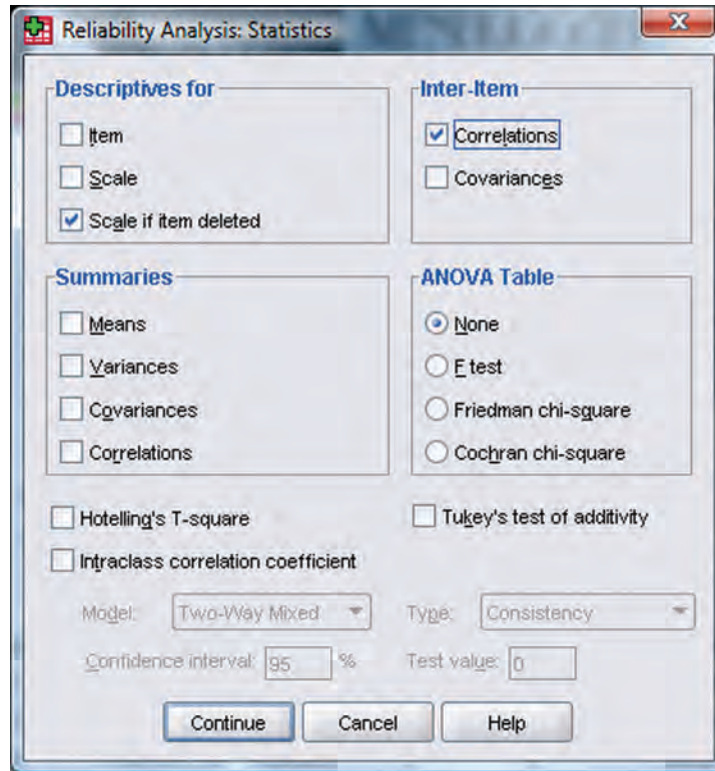 Reliability Analysis: Statistics
Descriptives for
Item
Scale
Scale if item deleted
Inter-Item
Correlations
Covariances
Summaries
Means
Variances
Covariances
Correlations
ANOVA Table
None
F test
Friedman chi-square
Cochran chi-square
Hotelling's T-square
Tukey's test of additivity
Intraclass correlation coefficient
Model: Two-Way Mixed Type: Consistency
Confidence interval: 95 % Test value: 0
Continue Cancel Help